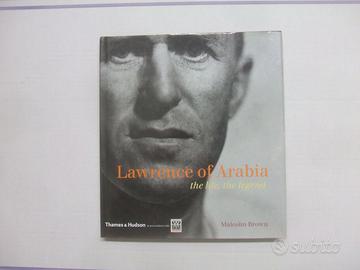 Lawrence of Arabia
the life, the legend
Thames & Hudson
Malcolm Brown
subito